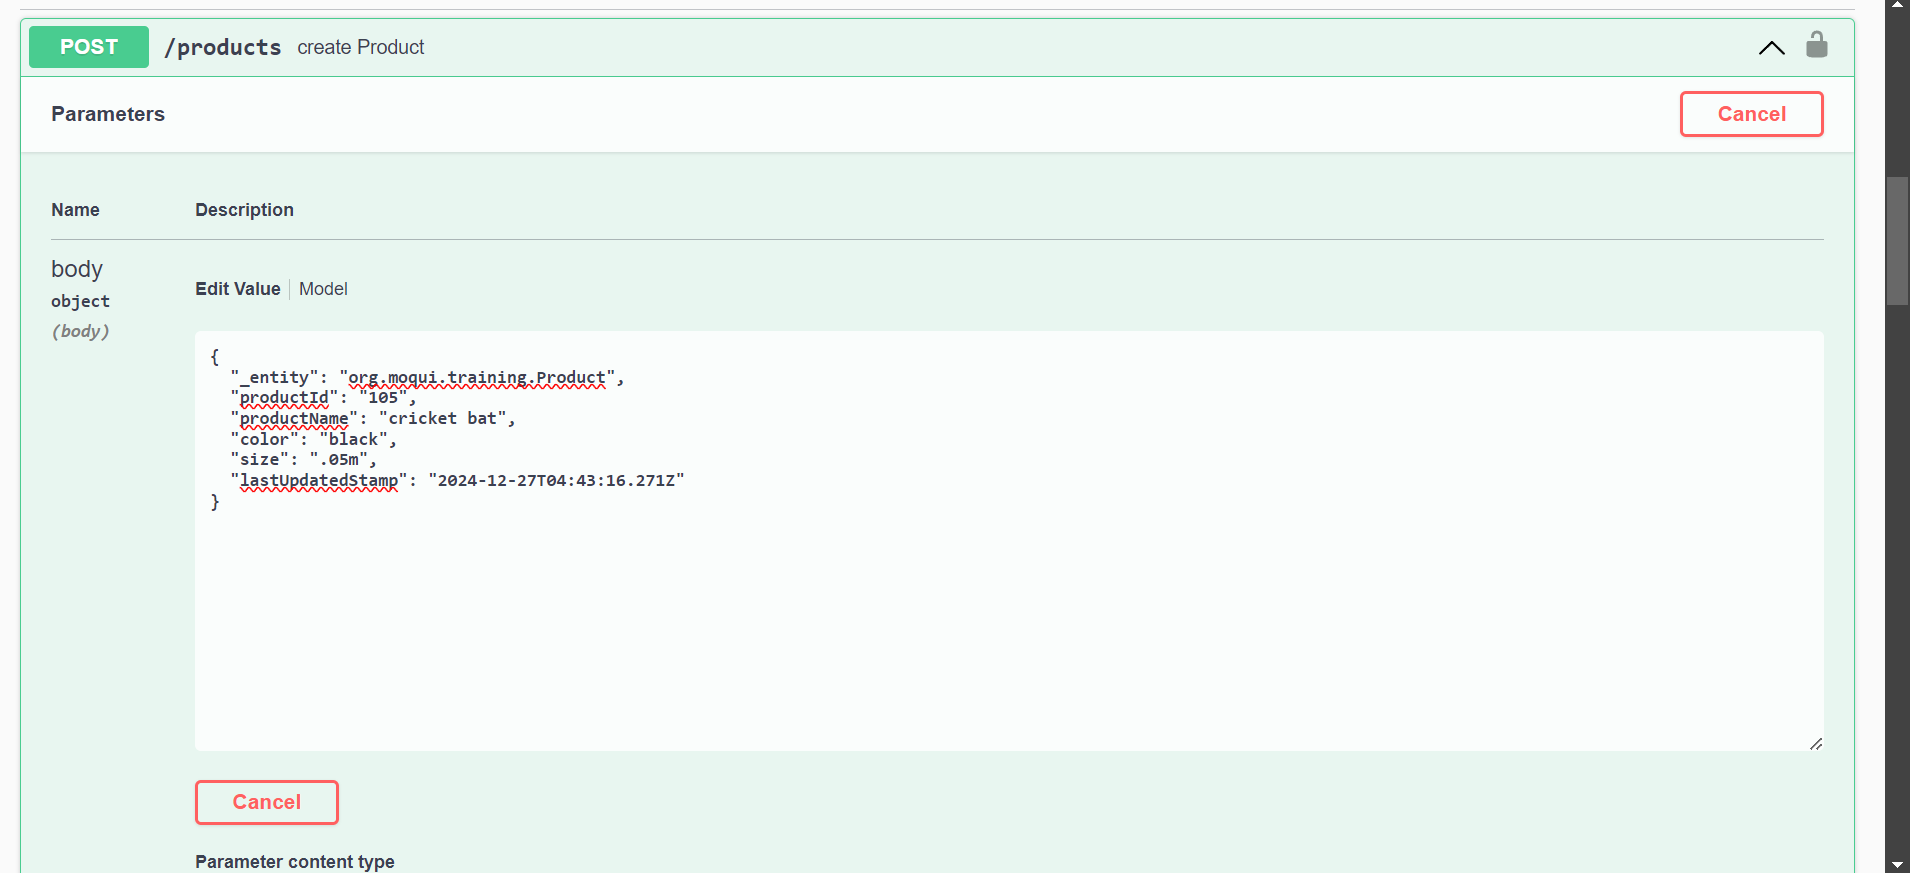 POST /products create Product
Parameters
Cancel
Name Description
body
object
(body)
Edit Value Model
{
  "_entity": "org.moqui.training.Product",
  "productId": "105",
  "productName": "cricket bat",
  "color": "black",
  "size": ".05m",
  "lastUpdatedStamp": "2024-12-27T04:43:16.271Z"
}
Cancel
Parameter content type